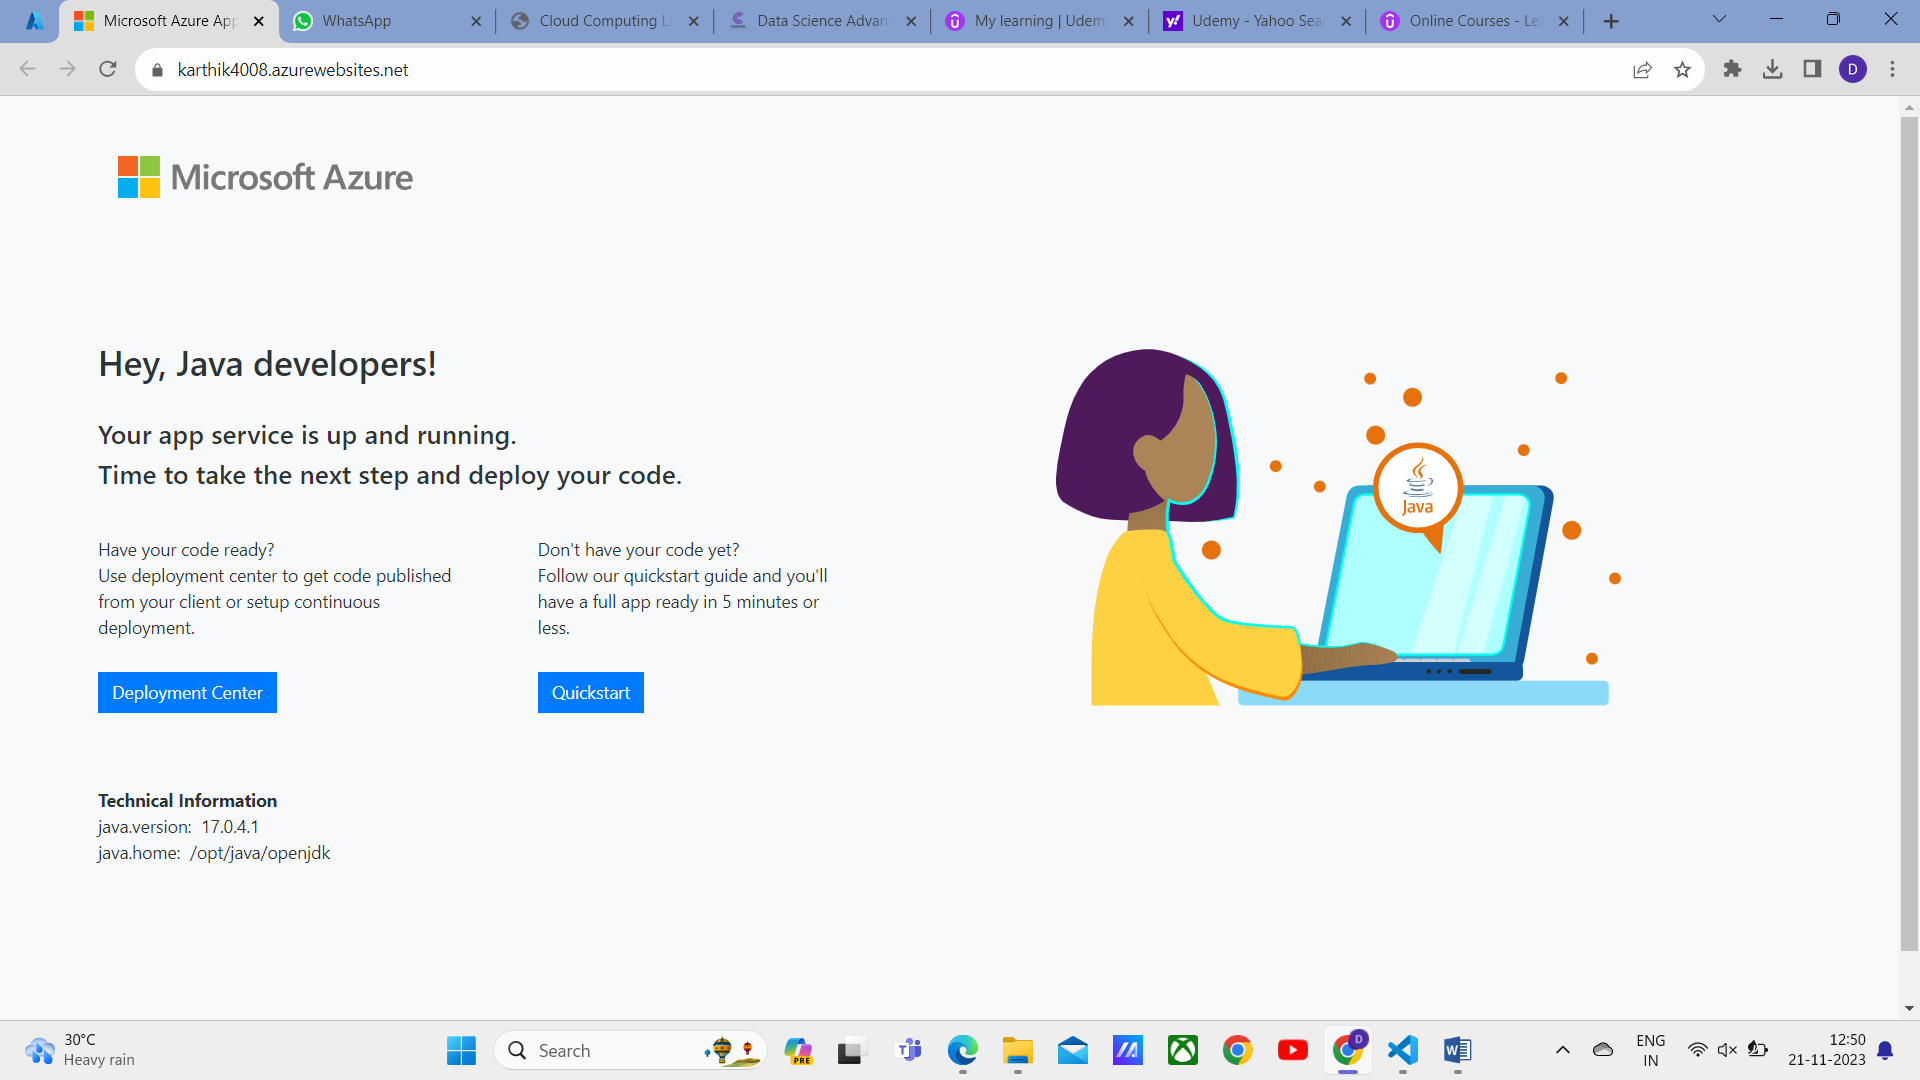 Microsoft Azure App
WhatsApp
Cloud Computing L
Data Science Advan
My learning | Udem
Udemy - Yahoo Sea
Online Courses - Lea
karthik4008.azurewebsites.net
D
Microsoft Azure
Hey, Java developers!
Your app service is up and running.
Time to take the next step and deploy your code.
Java
Have your code ready?
Use deployment center to get code published
from your client or setup continuous
deployment.
Deployment Center
Don't have your code yet?
Follow our quickstart guide and you'll
have a full app ready in 5 minutes or
less.
Quickstart
Technical Information
java.version: 17.0.4.1
java.home: /opt/java/openjdk
30°C
Heavy rain
Search
PRE
D
ENG
IN
12:50
21-11-2023